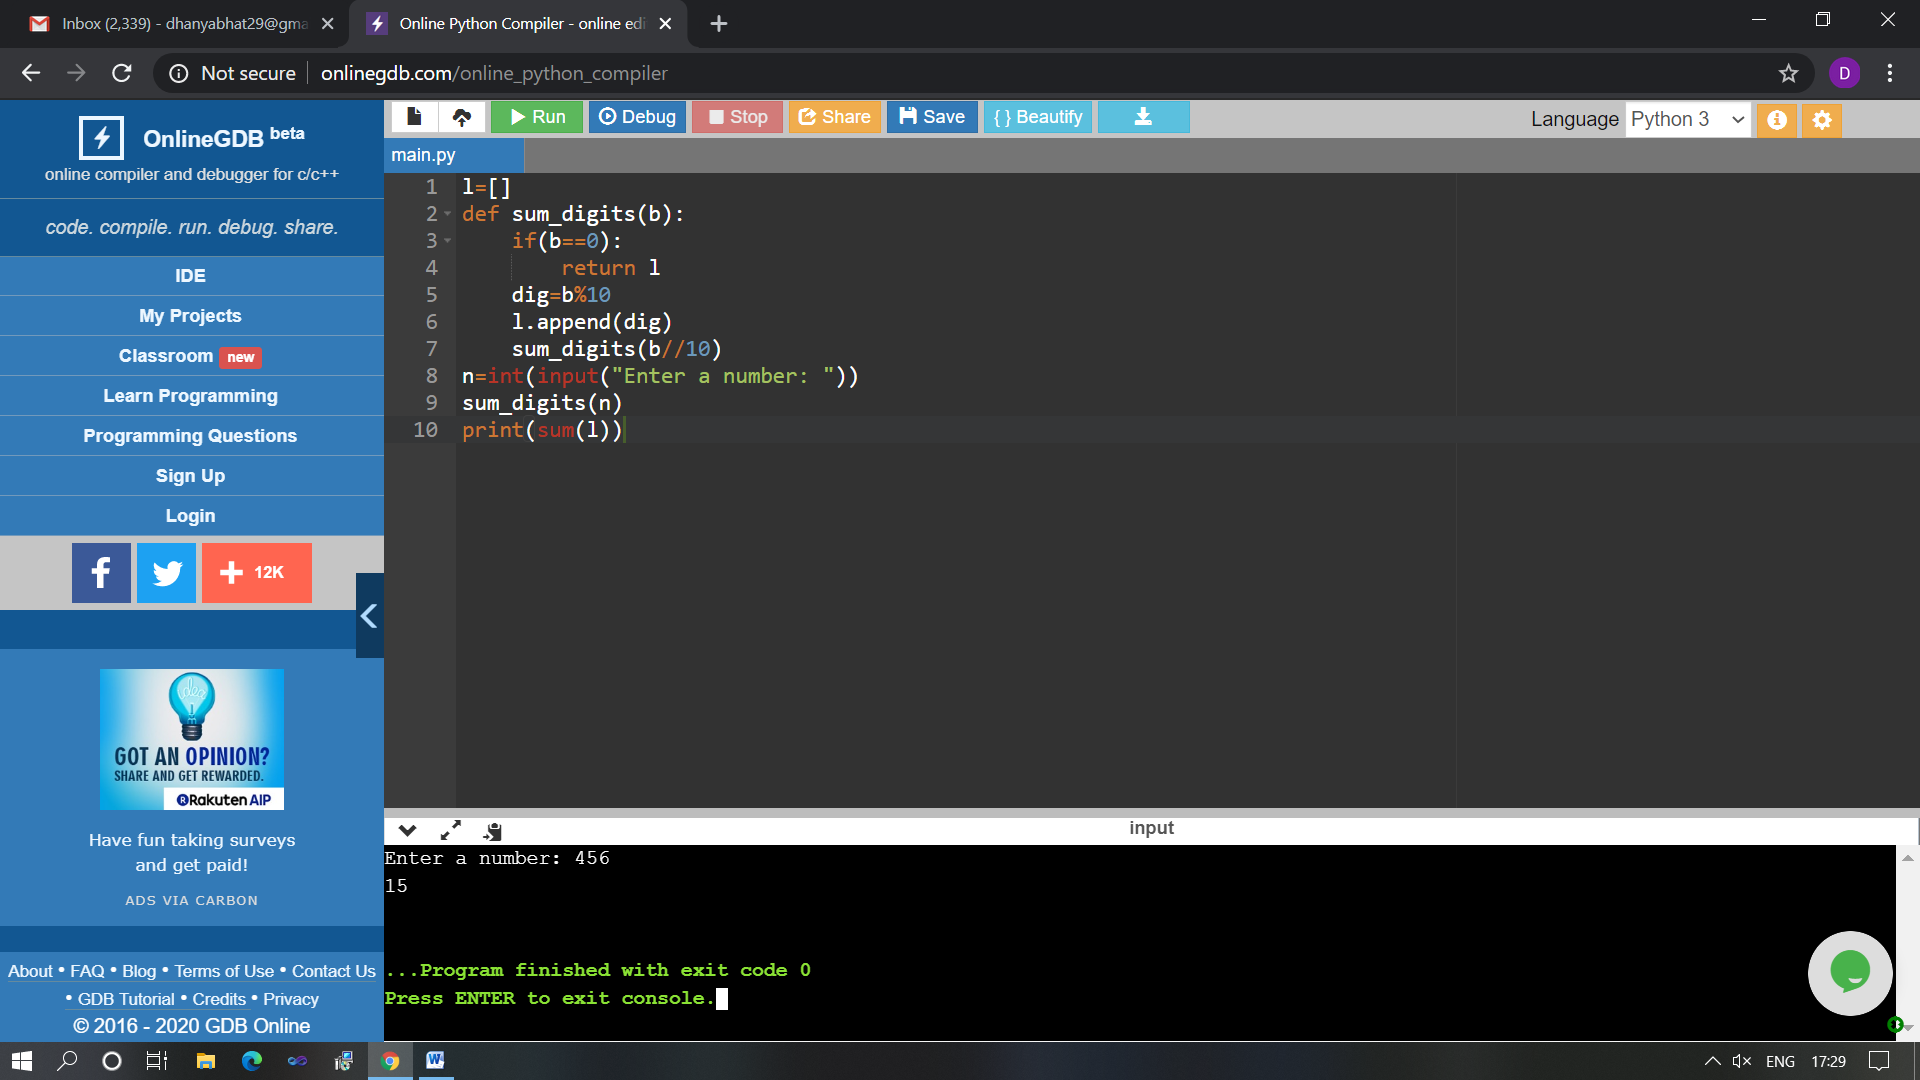 Inbox (2,339) - dhanyabhat29@gma
Online Python Compiler - online edi
Not secure
onlinegdb.com/online_python_compiler
D
OnlineGDB beta
online compiler and debugger for c/c++
code. compile. run. debug. share.
IDE
My Projects
Classroom new
Learn Programming
Programming Questions
Sign Up
Login
12K
idea
GOT AN OPINION?
SHARE AND GET REWARDED.
Rakuten AIP
Have fun taking surveys
and get paid!
ADS VIA CARBON
About • FAQ • Blog • Terms of Use • Contact Us
• GDB Tutorial • Credits • Privacy
© 2016 - 2020 GDB Online
Run Debug Stop Share Save { } Beautify
Language Python 3
main.py
1 l=[]
2 def sum_digits(b):
3     if(b==0):
4         return l
5     dig=b%10
6     l.append(dig)
7     sum_digits(b//10)
8 n=int(input("Enter a number: "))
9 sum_digits(n)
10 print(sum(l))
input
Enter a number: 456
15
...Program finished with exit code 0
Press ENTER to exit console.
ENG 17:29